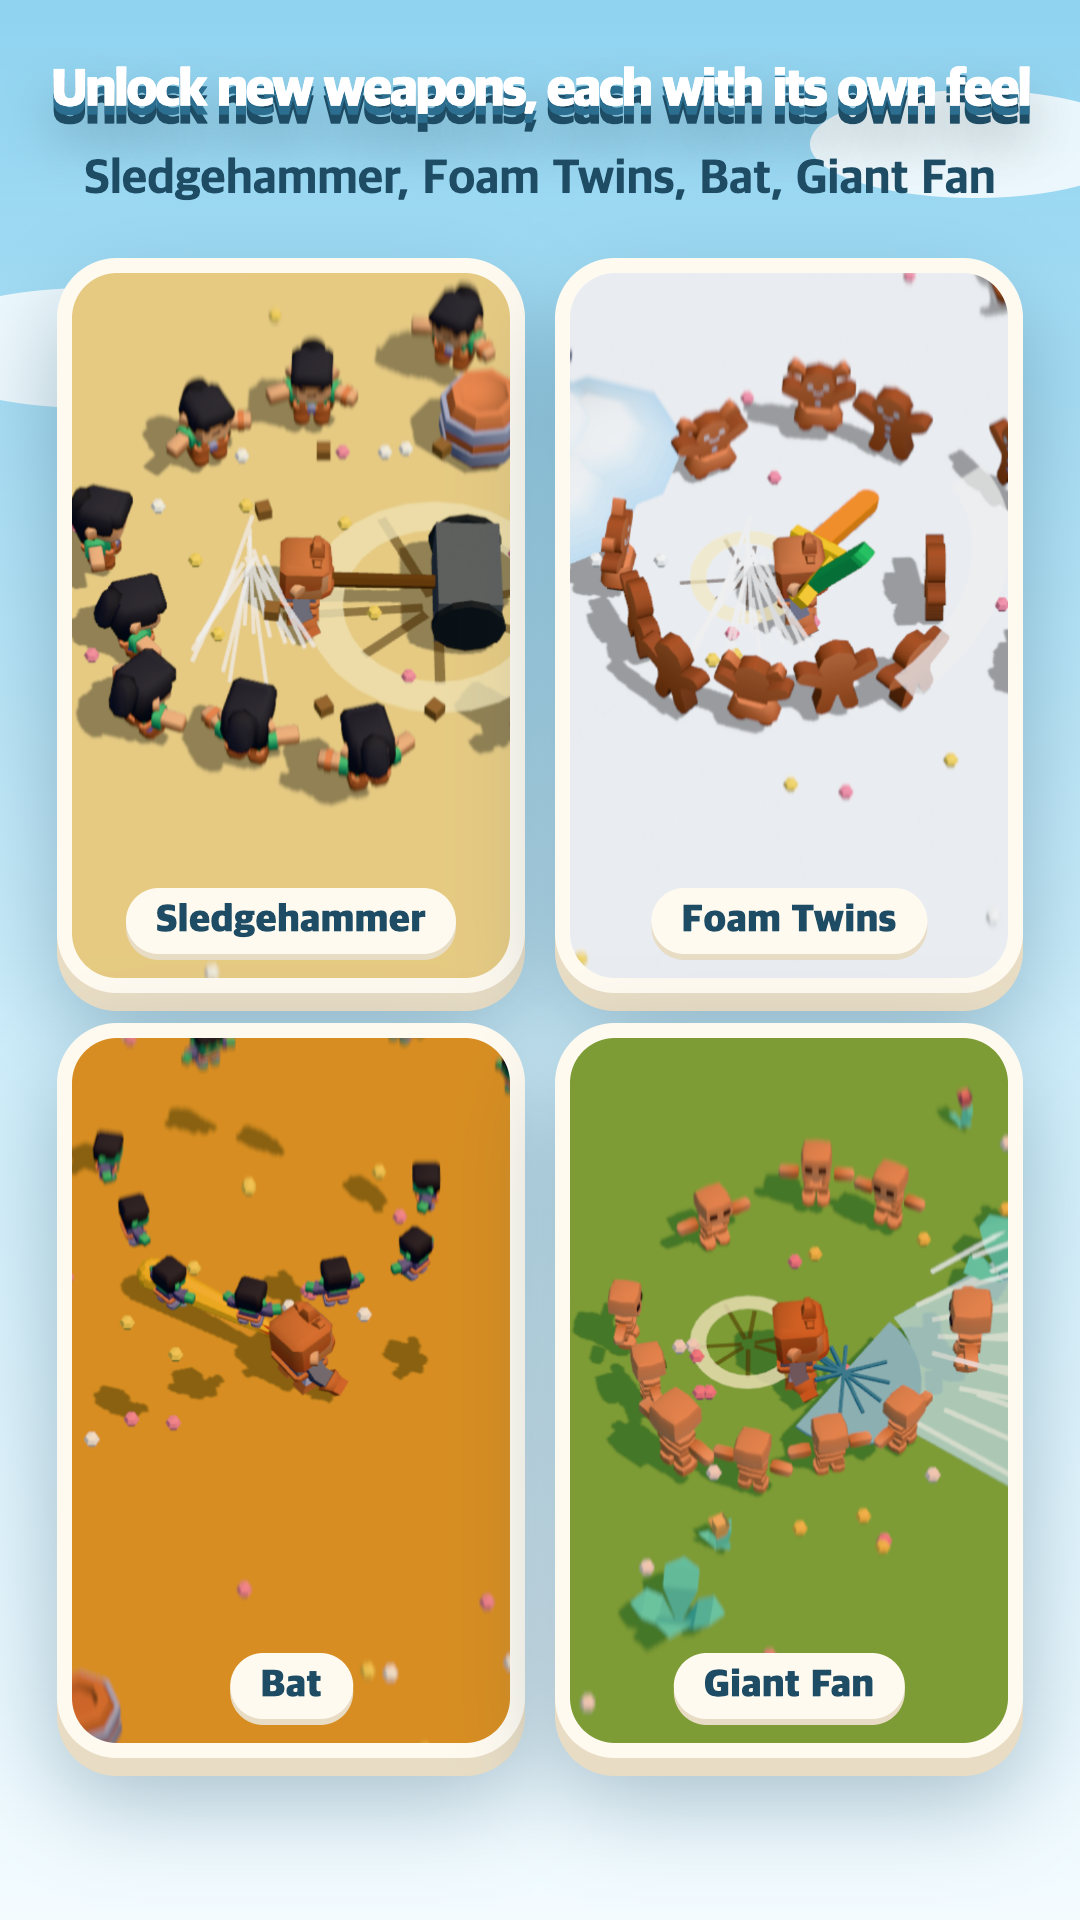 Unlock new weapons, each with its own feel
Sledgehammer, Foam Twins, Bat, Giant Fan
Sledgehammer
Foam Twins
Bat
Giant Fan